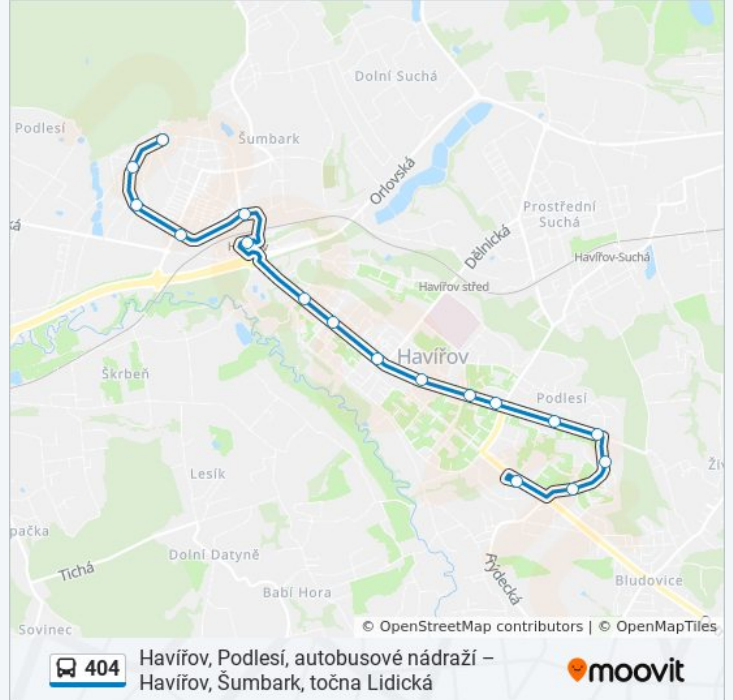 Dolní Suchá
Podlesí
Šumbark
Orlovská
Prostřední
Suchá
Dělnická
Havířov-Suchá
Havířov střed
Havířov
Škrbeň
Podlesí
Lesík
Dolní Datyně
Tichá
Babí Hora
Frýdecká
Bludovice
Sovinec
© OpenStreetMap contributors | © OpenMapTiles
404
Havířov, Podlesí, autobusové nádraží –
Havířov, Šumbark, točna Lidická
moovit